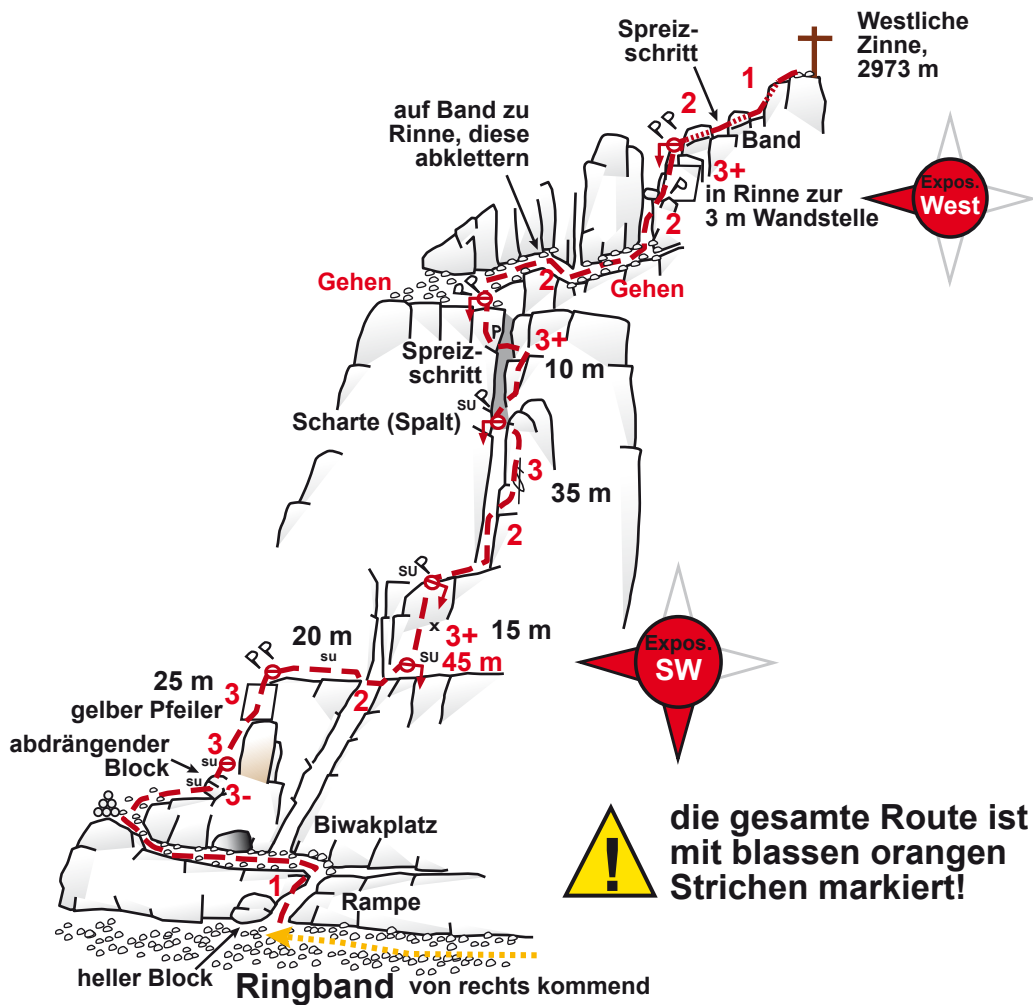 Westliche
Zinne,
2973 m
Spreiz-
schritt
1
2
auf Band zu
Rinne, diese
abklettern
PP
Band
3+
P
in Rinne zur
3 m Wandstelle
2
Expos.
West
Gehen
PP
2
Gehen
P
3+
Spreiz-
schritt
10 m
SU P
Scharte (Spalt)
3
35 m
2
SU P
x
3+
15 m
20 m
su
SU
45 m
PP
Expos.
SW
25 m
3
gelber Pfeiler
2
abdrängender
Block
3
su
su
3-
Biwakplatz
die gesamte Route ist
mit blassen orangen
Strichen markiert!
!
1
Rampe
heller Block
Ringband von rechts kommend